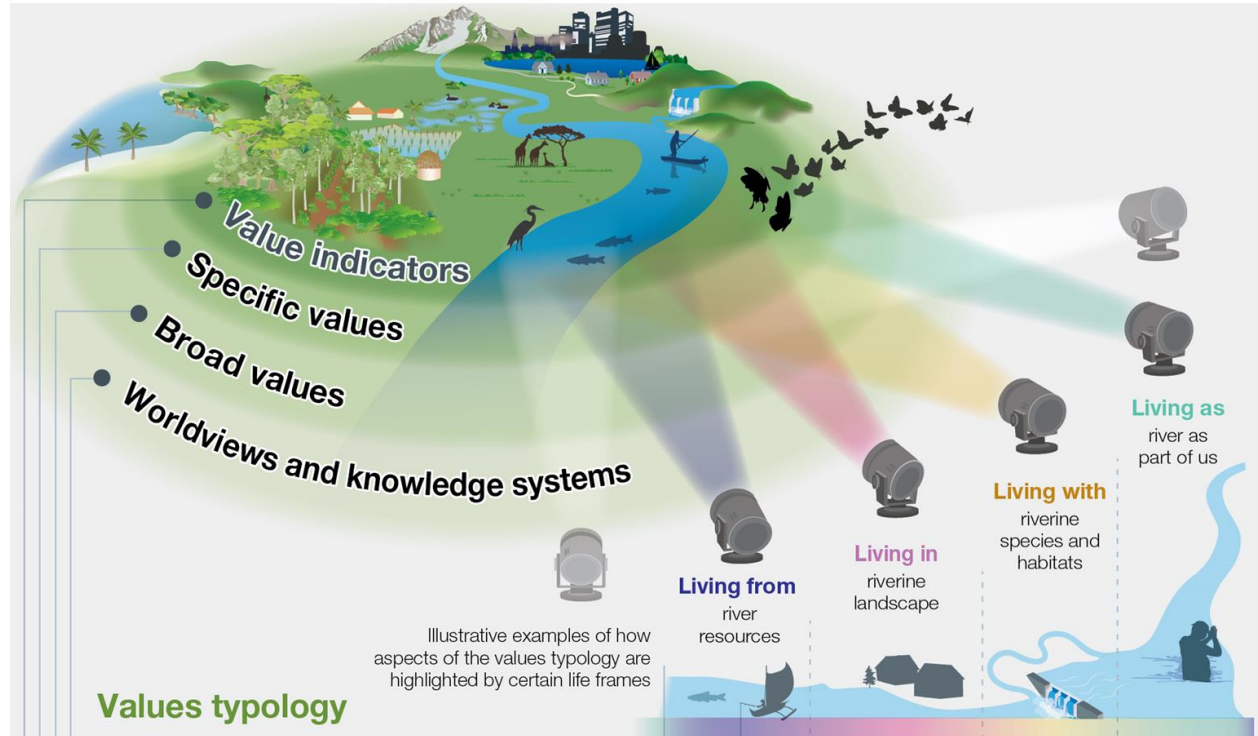 Value indicators
Specific values
Broad values
Worldviews and knowledge systems
Living as
river as
part of us
Living with
riverine
species and
habitats
Living in
riverine
landscape
Living from
river
resources
Illustrative examples of how
aspects of the values typology are
highlighted by certain life frames
Values typology